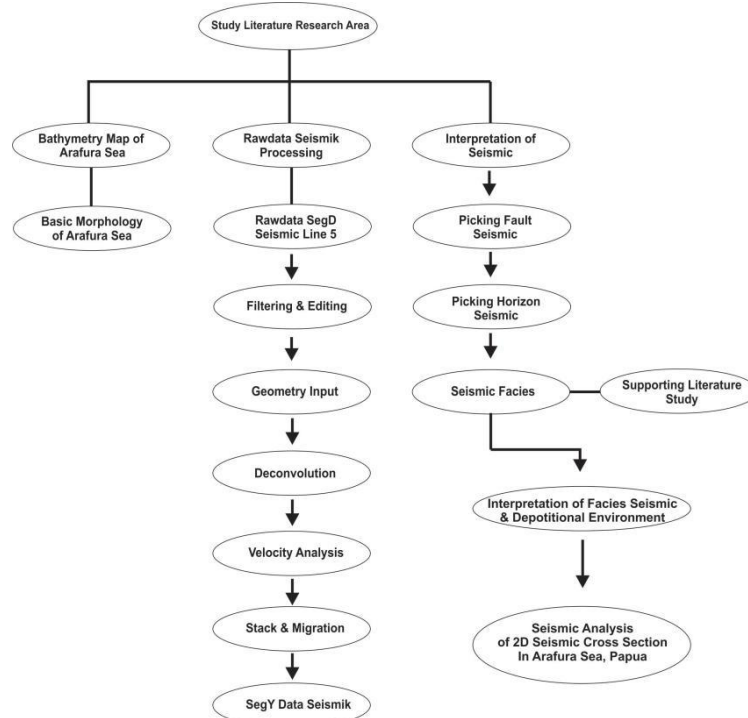 Study Literature Research Area
Bathymetry Map of
Arafura Sea
Basic Morphology
of Arafura Sea
Rawdata Seismik
Processing
Rawdata SegD
Seismic Line 5
Filtering & Editing
Geometry Input
Deconvolution
Velocity Analysis
Stack & Migration
SegY Data Seismik
Interpretation of
Seismic
Picking Fault
Seismic
Picking Horizon
Seismic
Seismic Facies
Supporting Literature
Study
Interpretation of Facies Seismic
& Depotitional Environment
Seismic Analysis
of 2D Seismic Cross Section
In Arafura Sea, Papua